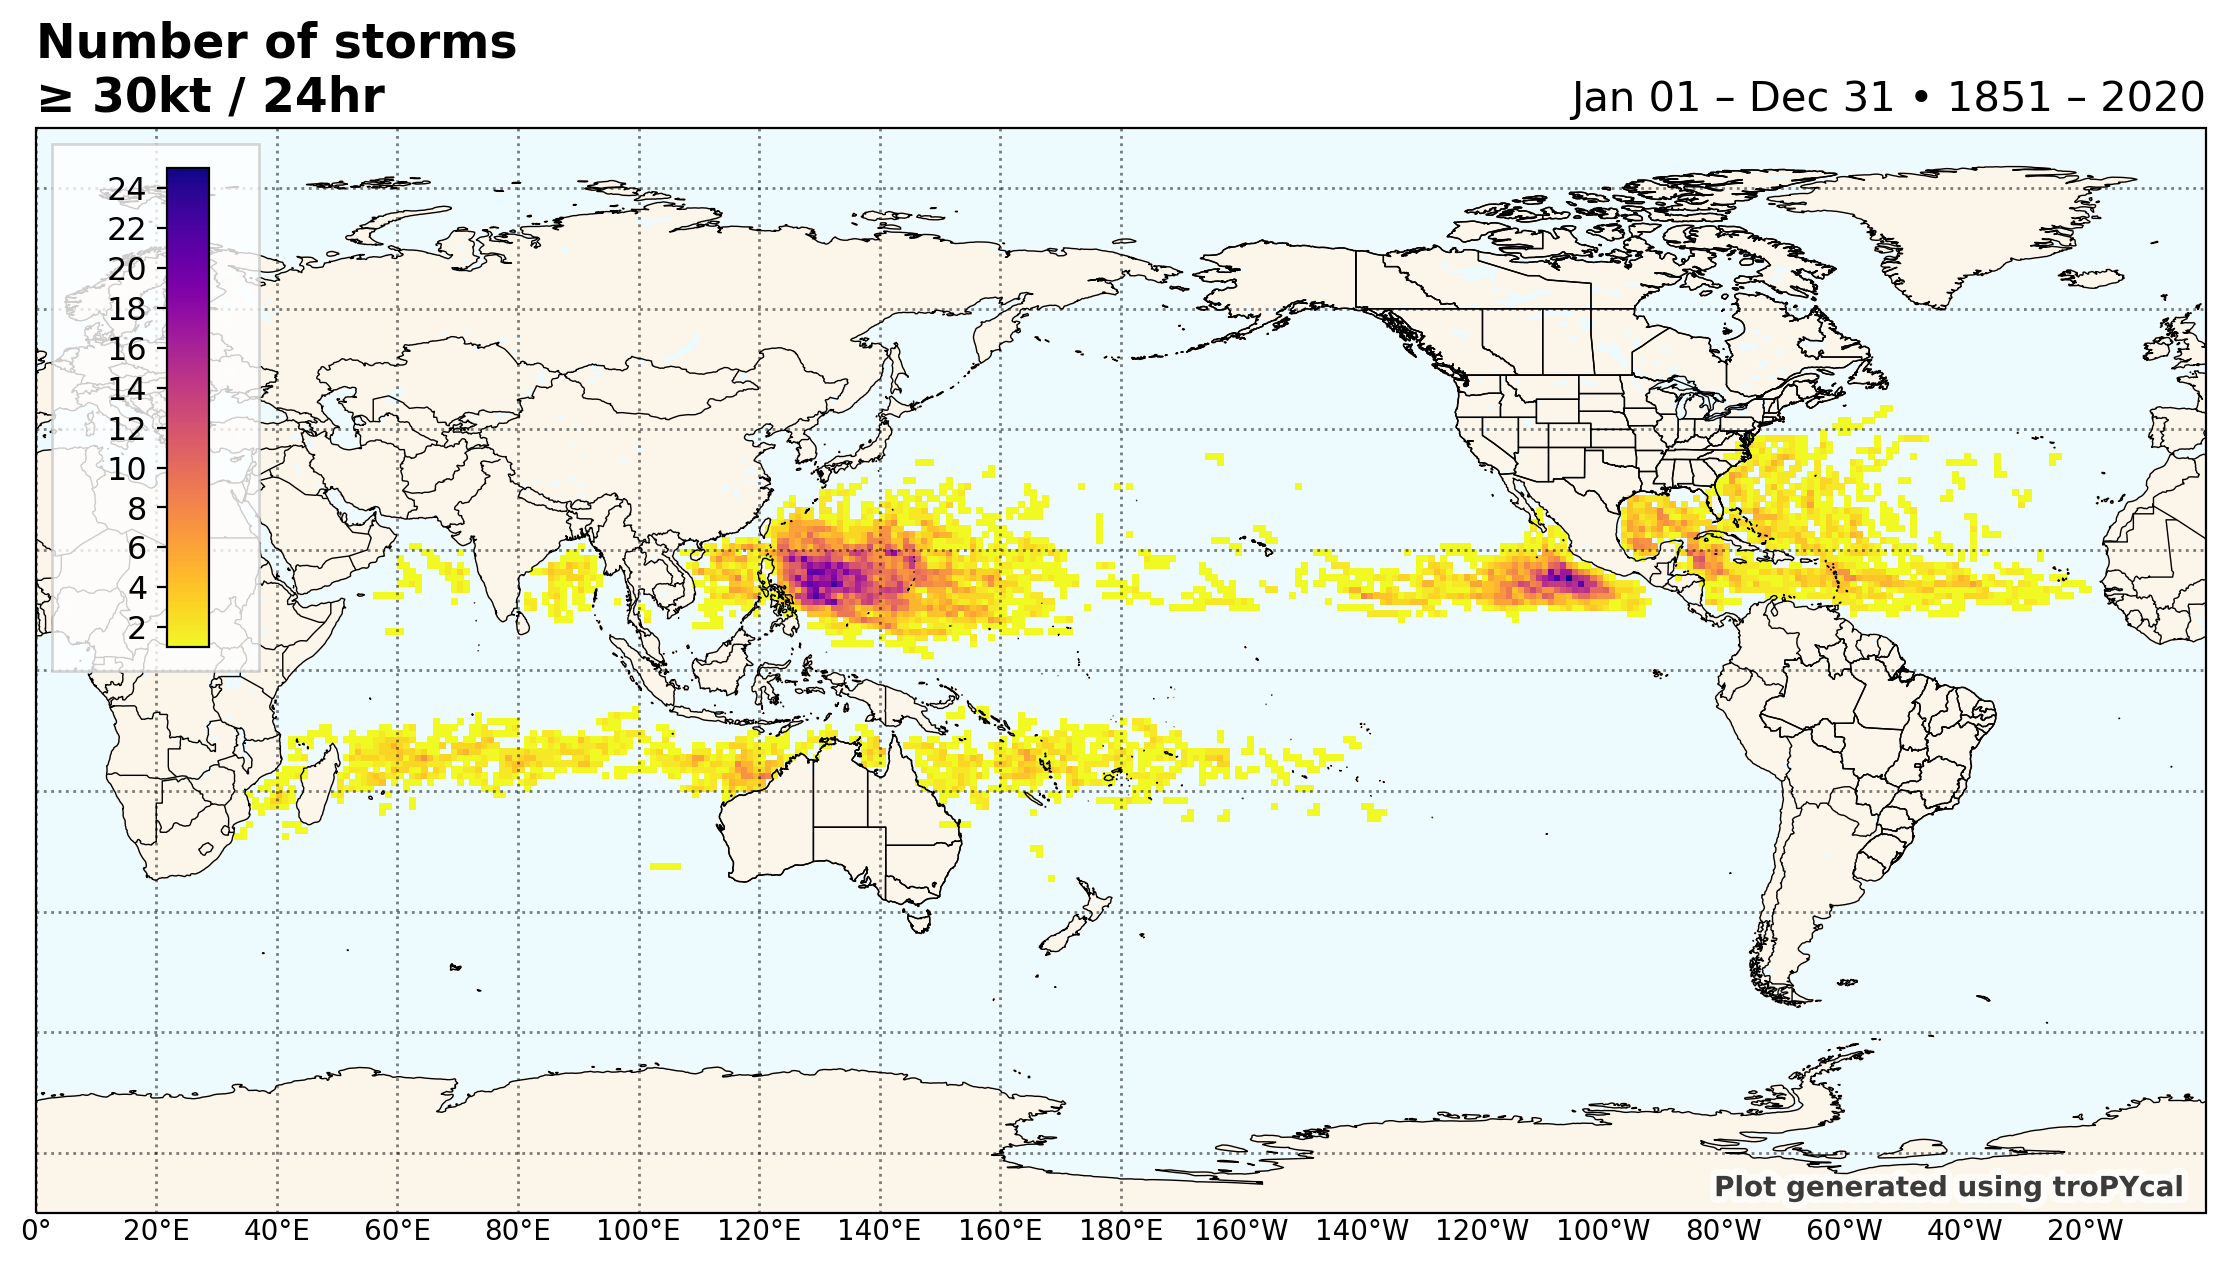 Number of storms
≥ 30kt / 24hr
Jan 01 – Dec 31 • 1851 – 2020
24
22
20
18
16
14
12
10
8
6
4
2
Plot generated using troPYcal
0° 20°E 40°E 60°E 80°E 100°E 120°E 140°E 160°E 180°E 160°W 140°W 120°W 100°W 80°W 60°W 40°W 20°W